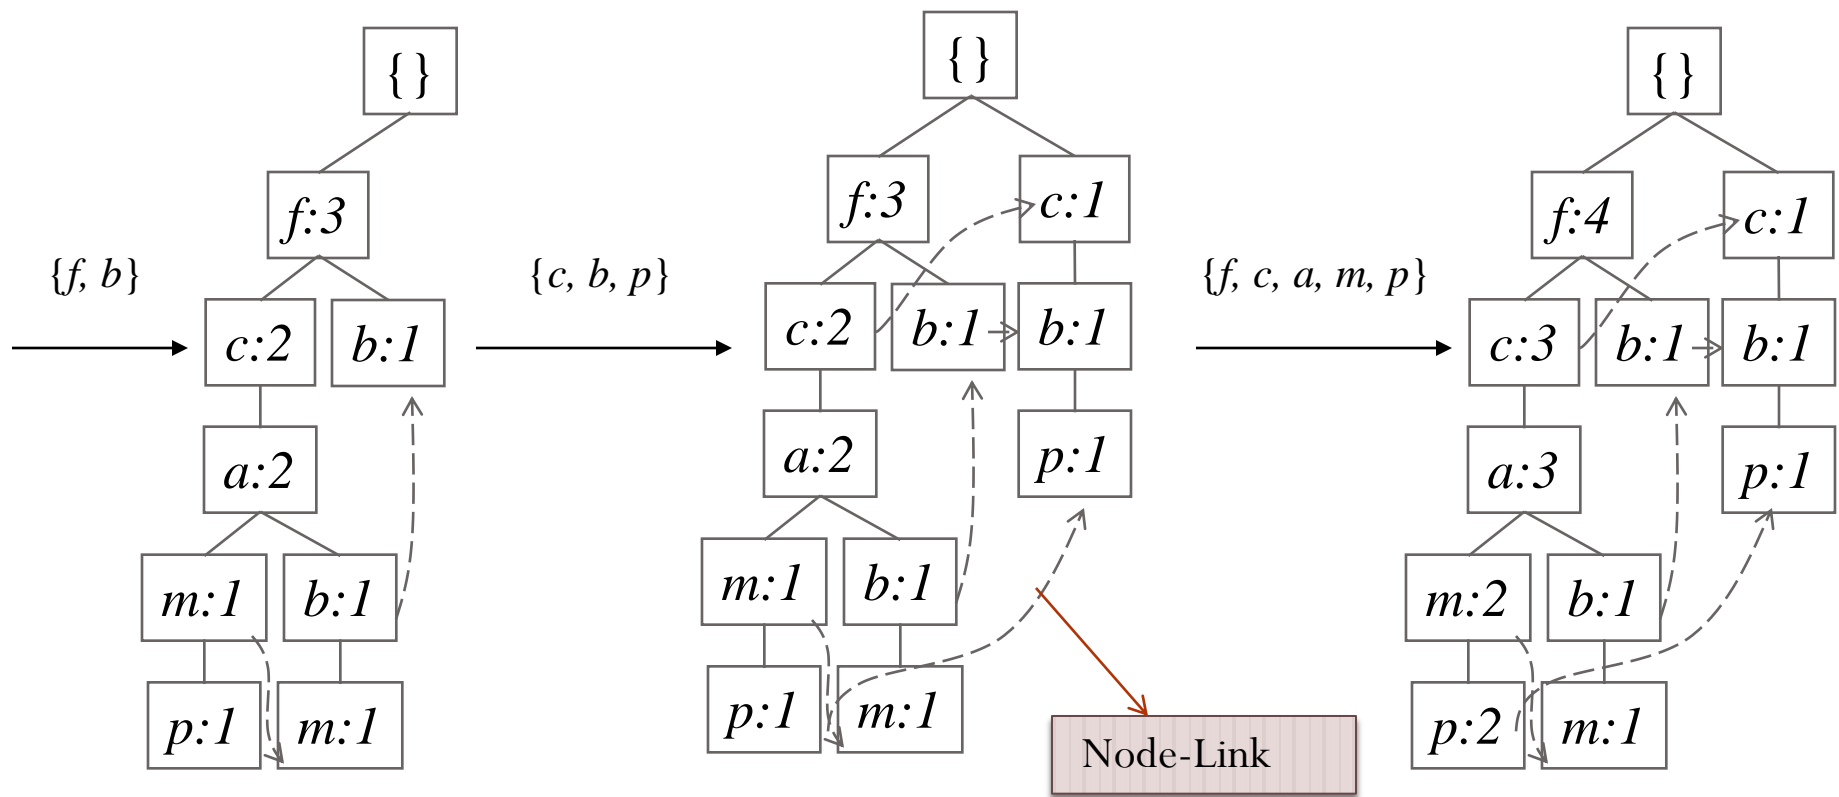 {f, b}
{}
f:3
c:2 b:1
a:2
m:1 b:1
p:1 m:1
{c, b, p}
{}
f:3 c:1
c:2 b:1 b:1
a:2 p:1
m:1 b:1
p:1 m:1
Node-Link
{f, c, a, m, p}
{}
f:4 c:1
c:3 b:1 b:1
a:3 p:1
m:2 b:1
p:2 m:1